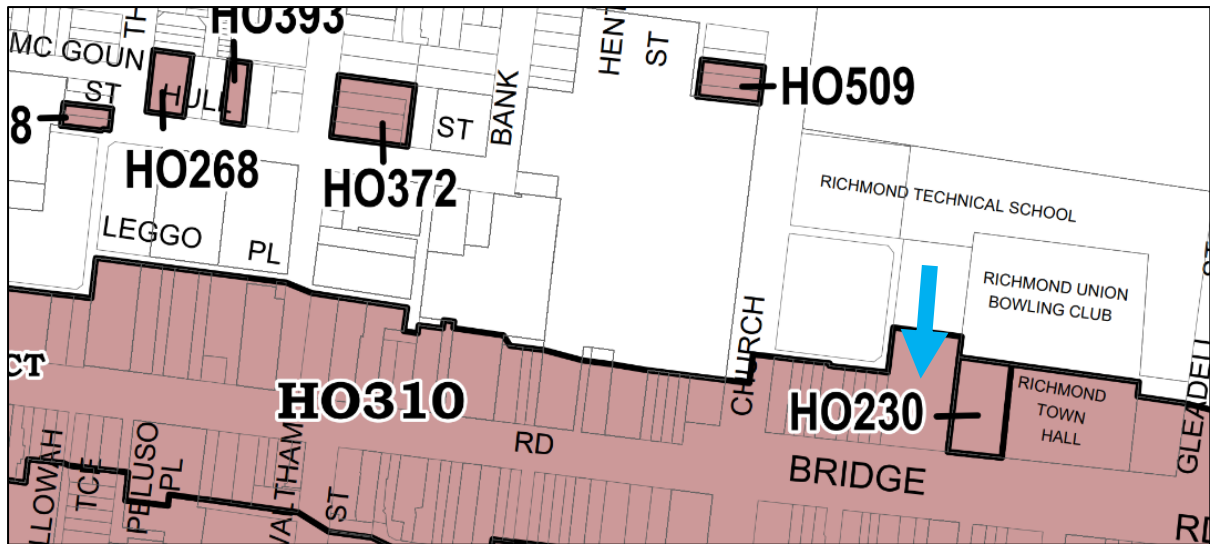 TH
HO393
HENT
ST
MC GOUN
ST
HULL
ST
BANK
HO509
8
HO268
HO372
RICHMOND TECHNICAL SCHOOL
LEGGO PL
RICHMOND UNION
BOWLING CLUB
ST
CHURCH
CT
HO310
HO230
RICHMOND
TOWN
HALL
GLEADELL
RD
BRIDGE
RD
LLOWAH
TCE
PELUSO
PL
WALTHAM
ST